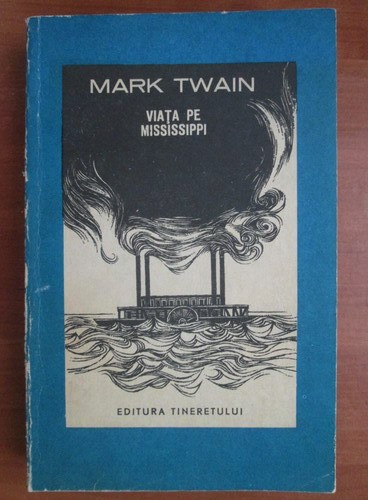 MARK TWAIN
VIAȚA PE
MISSISSIPPI
EDITURA TINERETULUI